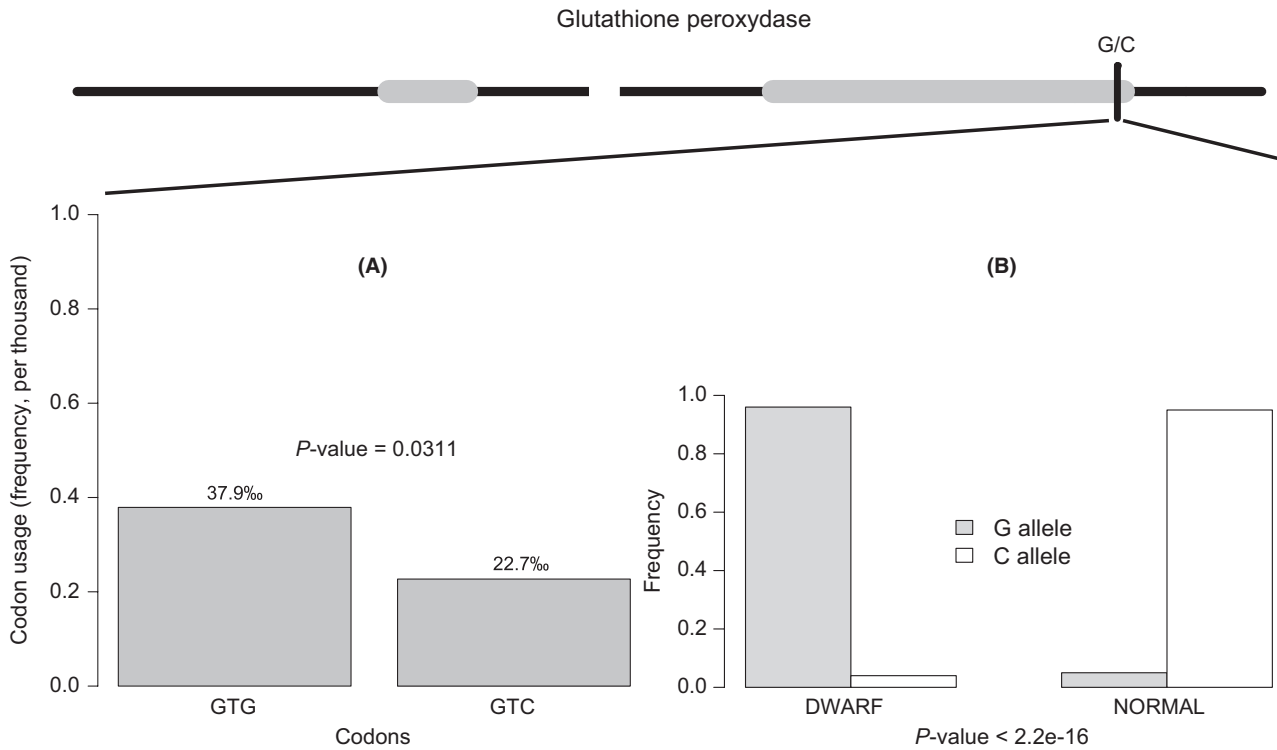 Glutathione peroxydase
G/C
(A)
Codon usage (frequency, per thousand)
1.0
0.8
0.6
0.4
0.2
0.0
P-value = 0.0311
37.9‰
22.7‰
GTG
GTC
Codons
(B)
Frequency
1.0
0.8
0.6
0.4
0.2
0.0
G allele
C allele
DWARF
NORMAL
P-value < 2.2e-16